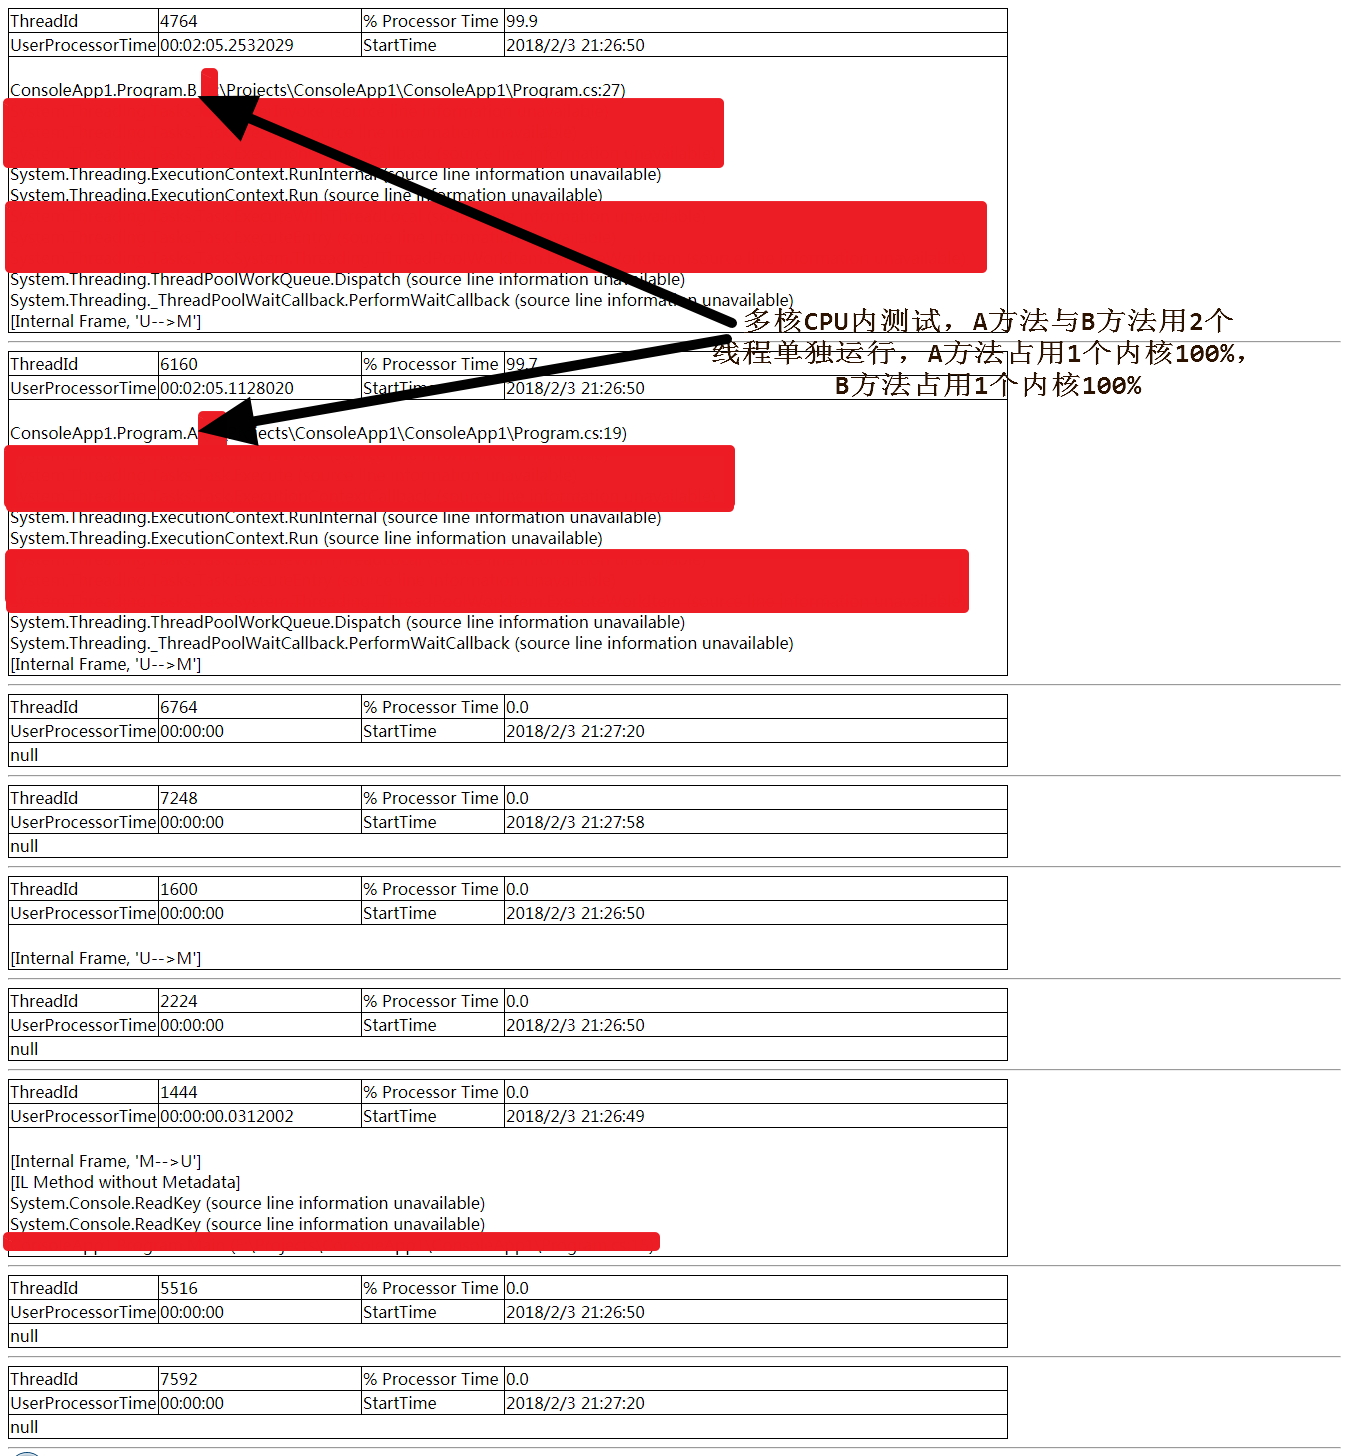 ThreadId 4764 % Processor Time 99.9
UserProcessorTime 00:02:05.2532029 StartTime 2018/2/3 21:26:50
ConsoleApp1.Program.B \Projects\ConsoleApp1\ConsoleApp1\Program.cs:27)
System.Threading.ExecutionContext.RunInternal (source line information unavailable)
System.Threading.ExecutionContext.Run (source line information unavailable)
System.Threading.ThreadPoolWorkQueue.Dispatch (source line information unavailable)
System.Threading._ThreadPoolWaitCallback.PerformWaitCallback (source line information unavailable)
[Internal Frame, 'U-->M']
多核CPU内测试，A方法与B方法用2个
线程单独运行，A方法占用1个内核100%，
B方法占用1个内核100%
ThreadId 6160 % Processor Time 99.7
UserProcessorTime 00:02:05.1128020 StartTime 2018/2/3 21:26:50
ConsoleApp1.Program.A ects\ConsoleApp1\ConsoleApp1\Program.cs:19)
System.Threading.ExecutionContext.RunInternal (source line information unavailable)
System.Threading.ExecutionContext.Run (source line information unavailable)
System.Threading.ThreadPoolWorkQueue.Dispatch (source line information unavailable)
System.Threading._ThreadPoolWaitCallback.PerformWaitCallback (source line information unavailable)
[Internal Frame, 'U-->M']
ThreadId 6764 % Processor Time 0.0
UserProcessorTime 00:00:00 StartTime 2018/2/3 21:27:20
null
ThreadId 7248 % Processor Time 0.0
UserProcessorTime 00:00:00 StartTime 2018/2/3 21:27:58
null
ThreadId 1600 % Processor Time 0.0
UserProcessorTime 00:00:00 StartTime 2018/2/3 21:26:50
[Internal Frame, 'U-->M']
ThreadId 2224 % Processor Time 0.0
UserProcessorTime 00:00:00 StartTime 2018/2/3 21:26:50
null
ThreadId 1444 % Processor Time 0.0
UserProcessorTime 00:00:00.0312002 StartTime 2018/2/3 21:26:49
[Internal Frame, 'M-->U']
[IL Method without Metadata]
System.Console.ReadKey (source line information unavailable)
System.Console.ReadKey (source line information unavailable)
ThreadId 5516 % Processor Time 0.0
UserProcessorTime 00:00:00 StartTime 2018/2/3 21:26:50
null
ThreadId 7592 % Processor Time 0.0
UserProcessorTime 00:00:00 StartTime 2018/2/3 21:27:20
null